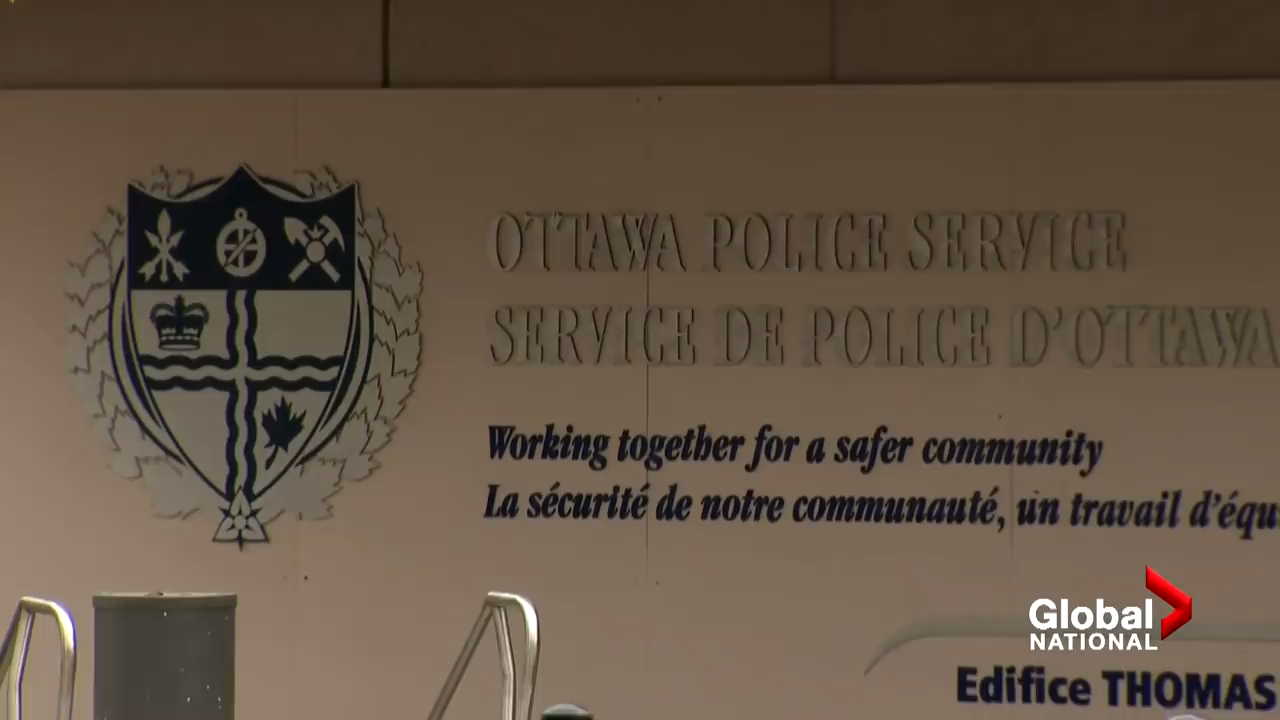 OTTAWA POLICE SERVICE
SERVICE DE POLICE D'OTTAWA
Working together for a safer community
La sécurité de notre communauté, un travail d'équ
Global
NATIONAL
Edifice THOMAS